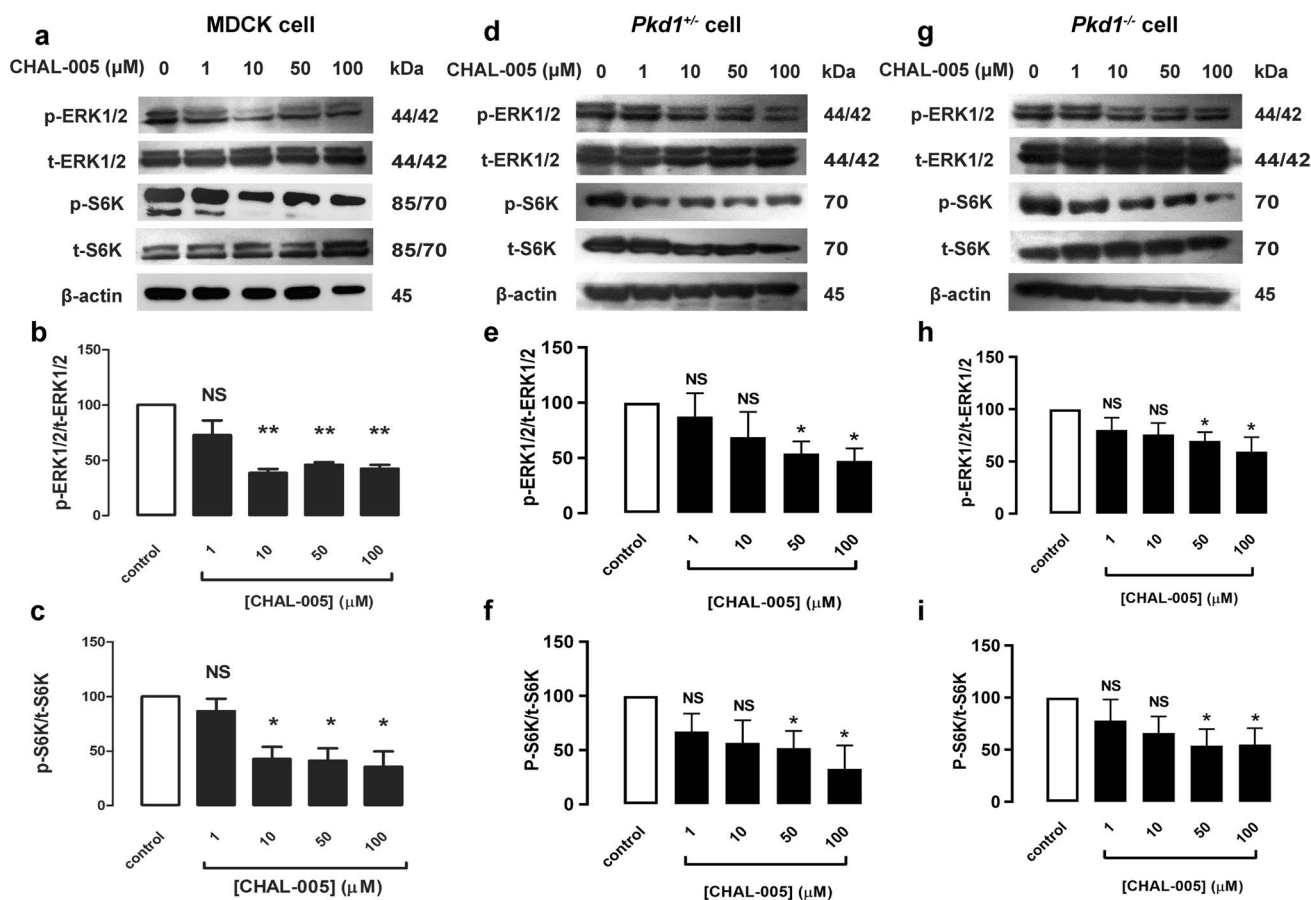 a
MDCK cell
CHAL-005 (µM) 0 1 10 50 100 kDa
p-ERK1/2 44/42
t-ERK1/2 44/42
p-S6K 85/70
t-S6K 85/70
β-actin 45
b
p-ERK1/2/t-ERK1/2
150
100
50
0
NS ** ** **
control 1 10 50 100
[CHAL-005] (µM)
c
p-S6K/t-S6K
150
100
50
0
NS * * *
control 1 10 50 100
[CHAL-005] (µM)
d
Pkd1+/- cell
CHAL-005 (µM) 0 1 10 50 100 kDa
p-ERK1/2 44/42
t-ERK1/2 44/42
p-S6K 70
t-S6K 70
β-actin 45
e
p-ERK1/2/t-ERK1/2
150
100
50
0
NS NS * *
control 1 10 50 100
[CHAL-005] (µM)
f
P-S6K/t-S6K
150
100
50
0
NS NS * *
control 1 10 50 100
[CHAL-005] (µM)
g
Pkd1-/- cell
CHAL-005 (µM) 0 1 10 50 100 kDa
p-ERK1/2 44/42
t-ERK1/2 44/42
p-S6K 70
t-S6K 70
β-actin 45
h
p-ERK1/2/t-ERK1/2
150
100
50
0
NS NS * *
control 1 10 50 100
[CHAL-005] (µM)
i
P-S6K/t-S6K
150
100
50
0
NS NS * *
control 1 10 50 100
[CHAL-005] (µM)